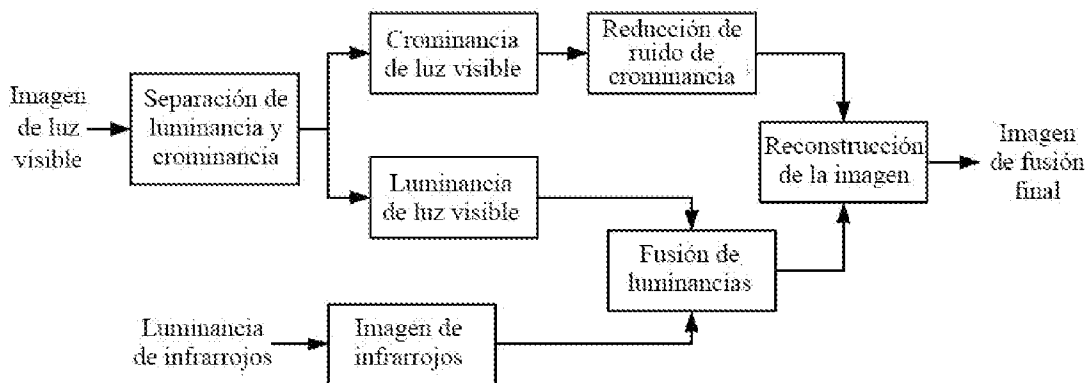 Imagen
de luz
visible
Separación de
luminancia y
crominancia
Crominancia
de luz visible
Reducción de
ruido de
crominancia
Luminancia
de luz visible
Reconstrucción
de la imagen
Imagen
de fusión
final
Fusión de
luminancias
Luminancia
de infrarrojos
Imagen de
infrarrojos